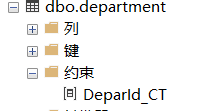 dbo.department
列
键
约束
DeparId_CT